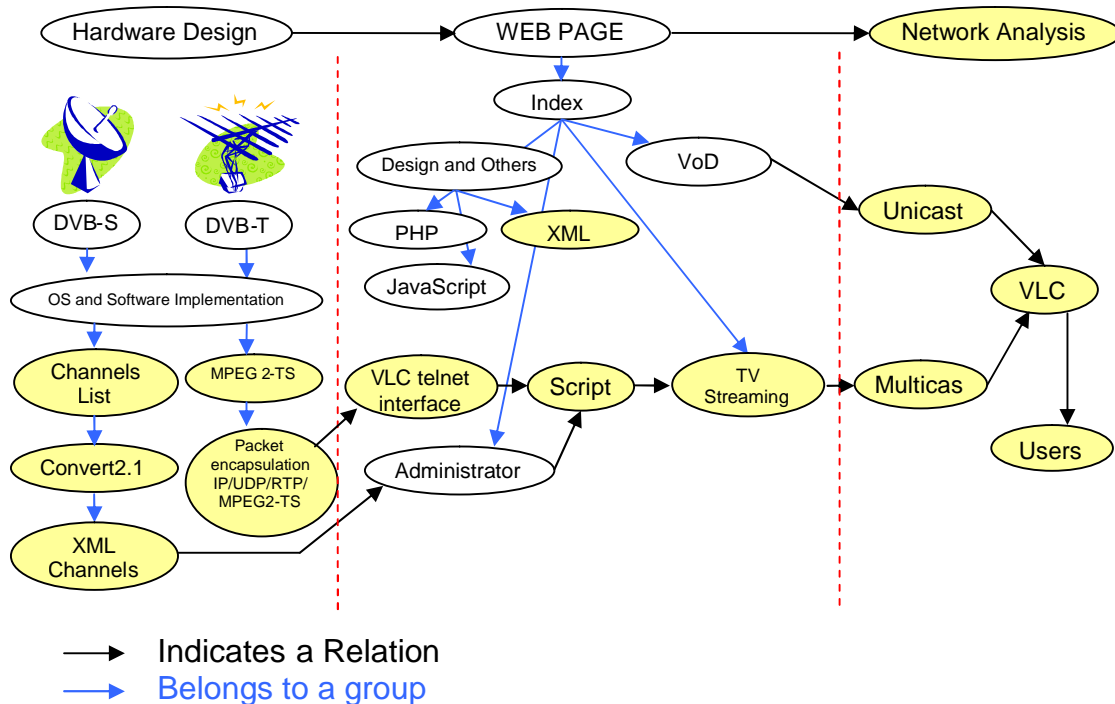 Hardware Design
WEB PAGE
Network Analysis
Index
Design and Others
VoD
DVB-S
DVB-T
PHP
XML
Unicast
JavaScript
OS and Software Implementation
VLC
Channels
List
MPEG 2-TS
VLC telnet
interface
Script
TV
Streaming
Multicas
Convert2.1
Packet
encapsulation
IP/UDP/RTP/
MPEG2-TS
Administrator
Users
XML
Channels
Indicates a Relation
Belongs to a group